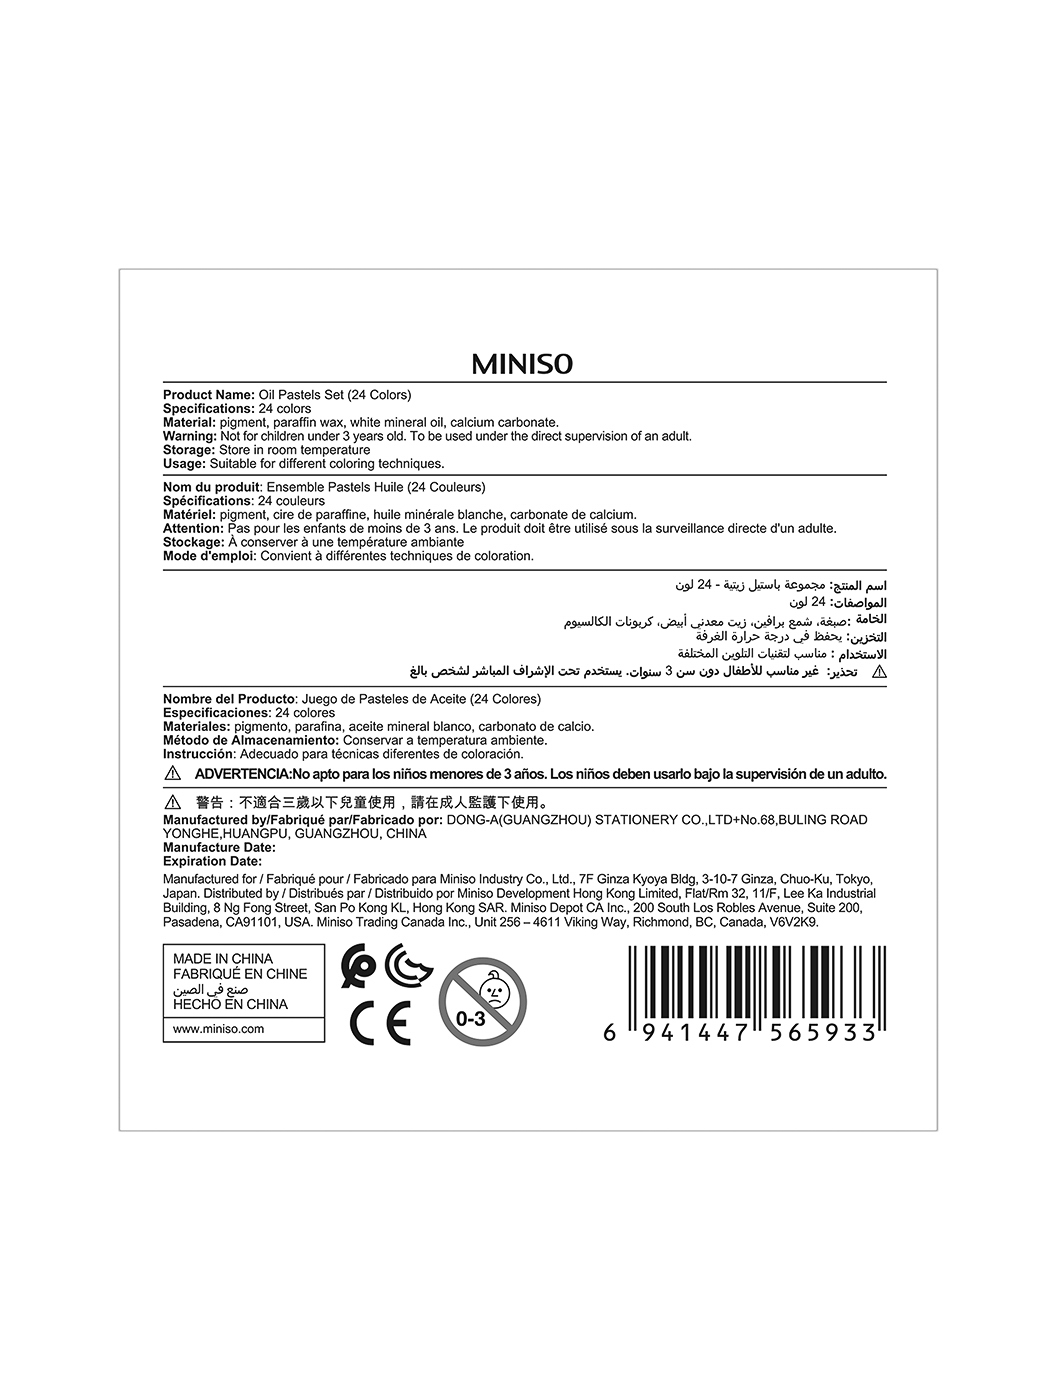 MINISO
Product Name: Oil Pastels Set (24 Colors)
Specifications: 24 colors
Material: pigment, paraffin wax, white mineral oil, calcium carbonate.
Warning: Not for children under 3 years old. To be used under the direct supervision of an adult.
Storage: Store in room temperature
Usage: Suitable for different coloring techniques.
Nom du produit: Ensemble Pastels Huile (24 Couleurs)
Spécifications: 24 couleurs
Matériel: pigment, cire de paraffine, huile minérale blanche, carbonate de calcium.
Attention: Pas pour les enfants de moins de 3 ans. Le produit doit être utilisé sous la surveillance directe d'un adulte.
Stockage: À conserver à une température ambiante
Mode d'emploi: Convient à différentes techniques de coloration.
اسم المنتج: مجموعة باستيل زيتية - 24 لون
المواصفات: 24 لون
الخامة :صبغة، شمع برافين، زيت معدني أبيض، كربونات الكالسيوم
التخزين: يحفظ في درجة حرارة الغرفة
الاستخدام : مناسب لتقنيات التلوين المختلفة
⚠ تحذير: غير مناسب للأطفال دون سن 3 سنوات. يستخدم تحت الإشراف المباشر لشخص بالغ
Nombre del Producto: Juego de Pasteles de Aceite (24 Colores)
Especificaciones: 24 colores
Materiales: pigmento, parafina, aceite mineral blanco, carbonato de calcio.
Método de Almacenamiento: Conservar a temperatura ambiente.
Instrucción: Adecuado para técnicas diferentes de coloración.
⚠ ADVERTENCIA:No apto para los niños menores de 3 años. Los niños deben usarlo bajo la supervisión de un adulto.
⚠ 警告：不適合三歲以下兒童使用，請在成人監護下使用。
Manufactured by/Fabriqué par/Fabricado por: DONG-A(GUANGZHOU) STATIONERY CO.,LTD+No.68,BULING ROAD
YONGHE,HUANGPU, GUANGZHOU, CHINA
Manufacture Date:
Expiration Date:
Manufactured for / Fabriqué pour / Fabricado para Miniso Industry Co., Ltd., 7F Ginza Kyoya Bldg, 3-10-7 Ginza, Chuo-Ku, Tokyo,
Japan. Distributed by / Distribués par / Distribuido por Miniso Development Hong Kong Limited, Flat/Rm 32, 11/F, Lee Ka Industrial
Building, 8 Ng Fong Street, San Po Kong KL, Hong Kong SAR. Miniso Depot CA Inc., 200 South Los Robles Avenue, Suite 200,
Pasadena, CA91101, USA. Miniso Trading Canada Inc., Unit 256 – 4611 Viking Way, Richmond, BC, Canada, V6V2K9.
MADE IN CHINA
FABRIQUÉ EN CHINE
صنع في الصين
HECHO EN CHINA
www.miniso.com
CE
0-3
6 941447 565933